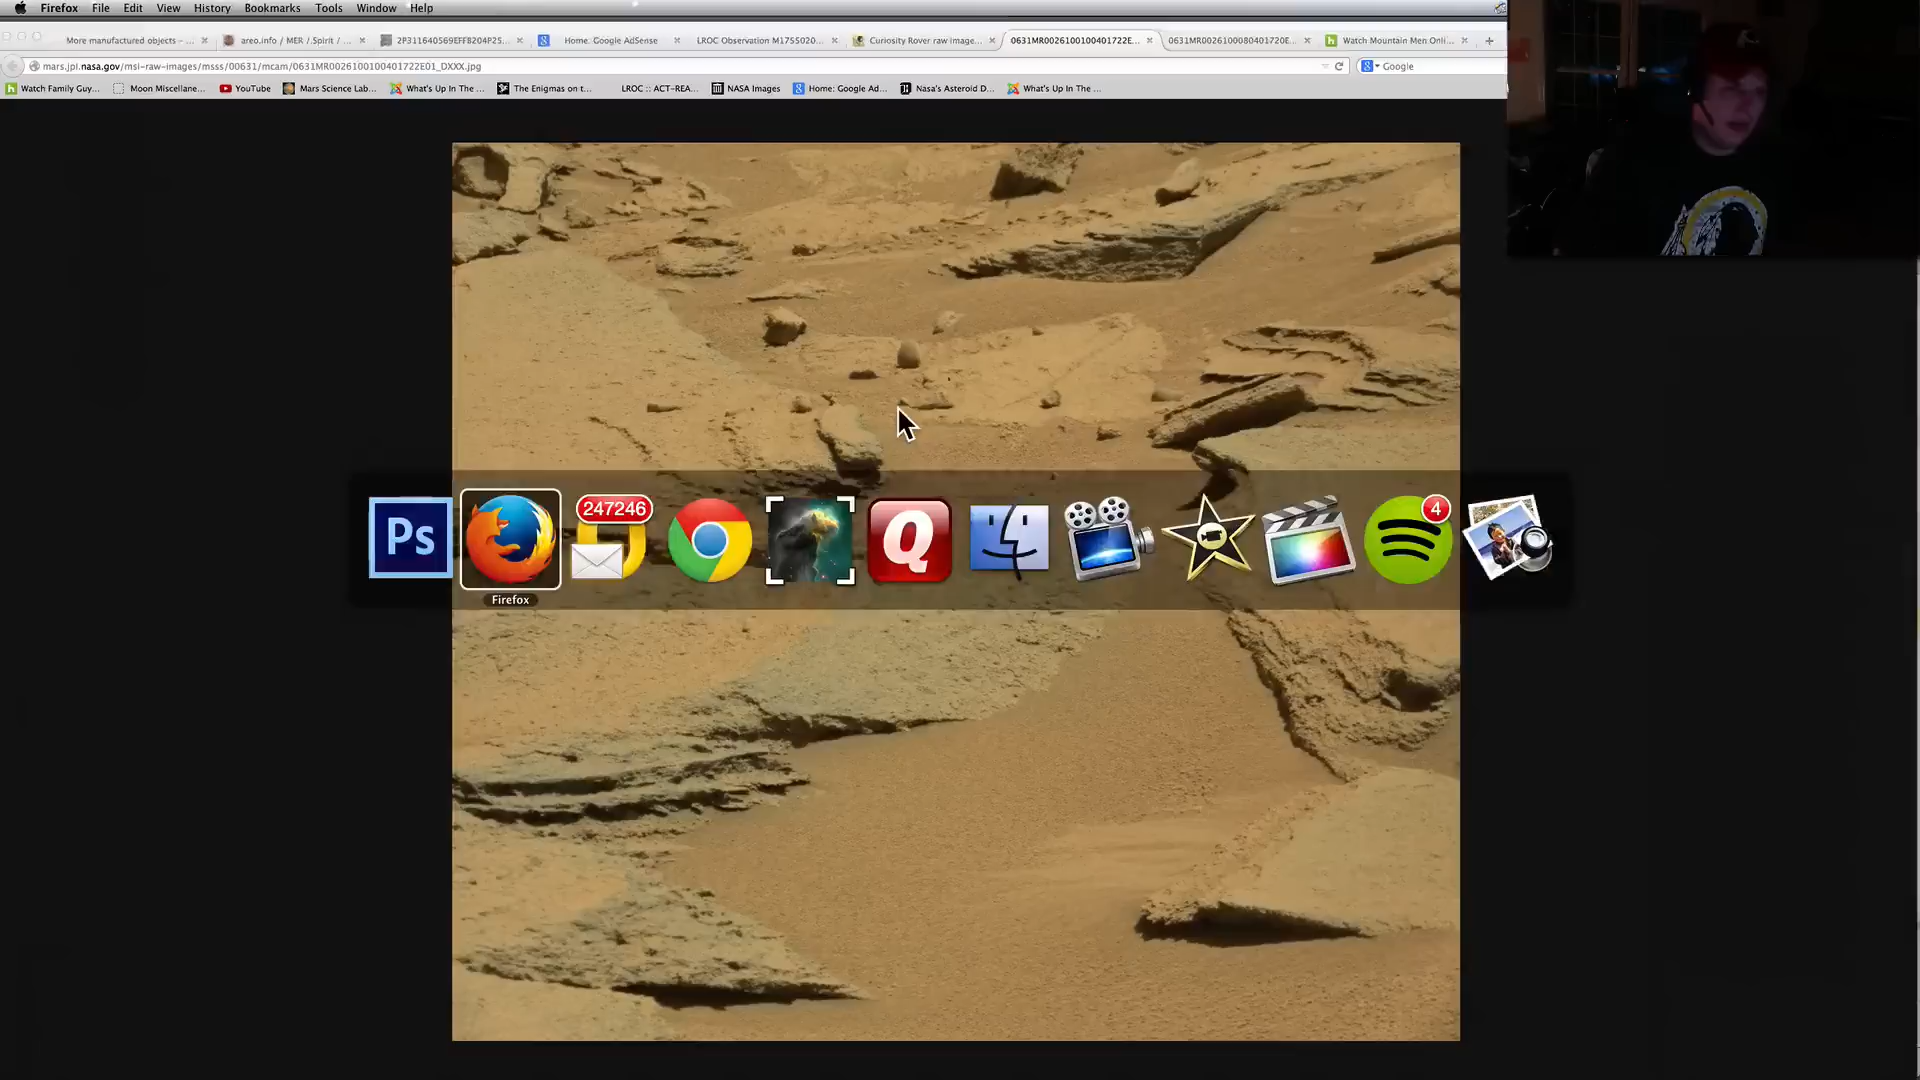 Firefox File Edit View History Bookmarks Tools Window Help
More manufactured objects - ... areo.info / MER / .Spirit / ... 2P311640569EFF8204P25... Home: Google AdSense LROC Observation M1755020... Curiosity Rover raw image... 0631MR0026100100401722E... 0631MR0026100080401720E... Watch Mountain Men Onli...
mars.jpl.nasa.gov/msl-raw-images/msss/00631/mcam/0631MR0026100100401722E01_DXXX.jpg Google
Watch Family Guy... Moon Miscellane... YouTube Mars Science Lab... What's Up In The ... The Enigmas on t... LROC :: ACT-REA... NASA Images Home: Google Ad... Nasa's Asteroid D... What's Up In The ...
247246
4
Ps
Q
Firefox